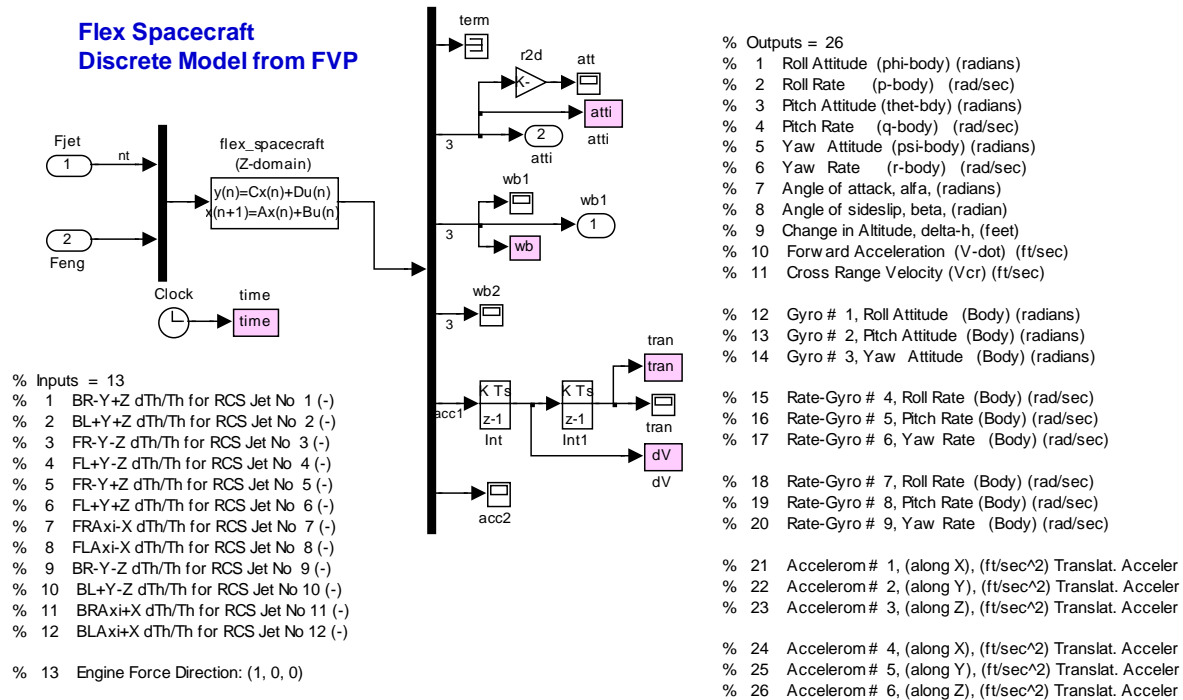 Flex Spacecraft
Discrete Model from FVP
Fjet
1
nt
2
Feng
flex_spacecraft
(Z-domain)
y(n)=Cx(n)+Du(n)
x(n+1)=Ax(n)+Bu(n)
Clock
time
time
term
r2d
K-
att
atti
atti
3
2
atti
wb1
wb1
3
1
wb
wb2
3
tran
tran
acc1
K Ts
z-1
Int
K Ts
z-1
Int1
tran
dV
dV
acc2
% Inputs = 13
% 1 BR-Y+Z dTh/Th for RCS Jet No 1 (-)
% 2 BL+Y+Z dTh/Th for RCS Jet No 2 (-)
% 3 FR-Y-Z dTh/Th for RCS Jet No 3 (-)
% 4 FL+Y-Z dTh/Th for RCS Jet No 4 (-)
% 5 FR-Y+Z dTh/Th for RCS Jet No 5 (-)
% 6 FL+Y+Z dTh/Th for RCS Jet No 6 (-)
% 7 FRAxi-X dTh/Th for RCS Jet No 7 (-)
% 8 FLAxi-X dTh/Th for RCS Jet No 8 (-)
% 9 BR-Y-Z dTh/Th for RCS Jet No 9 (-)
% 10 BL+Y-Z dTh/Th for RCS Jet No 10 (-)
% 11 BRAxi+X dTh/Th for RCS Jet No 11 (-)
% 12 BLAxi+X dTh/Th for RCS Jet No 12 (-)
% 13 Engine Force Direction: (1, 0, 0)
% Outputs = 26
% 1 Roll Attitude (phi-body) (radians)
% 2 Roll Rate (p-body) (rad/sec)
% 3 Pitch Attitude (thet-bdy) (radians)
% 4 Pitch Rate (q-body) (rad/sec)
% 5 Yaw Attitude (psi-body) (radians)
% 6 Yaw Rate (r-body) (rad/sec)
% 7 Angle of attack, alfa, (radians)
% 8 Angle of sideslip, beta, (radian)
% 9 Change in Altitude, delta-h, (feet)
% 10 Forward Acceleration (V-dot) (ft/sec)
% 11 Cross Range Velocity (Vcr) (ft/sec)
% 12 Gyro # 1, Roll Attitude (Body) (radians)
% 13 Gyro # 2, Pitch Attitude (Body) (radians)
% 14 Gyro # 3, Yaw Attitude (Body) (radians)
% 15 Rate-Gyro # 4, Roll Rate (Body) (rad/sec)
% 16 Rate-Gyro # 5, Pitch Rate (Body) (rad/sec)
% 17 Rate-Gyro # 6, Yaw Rate (Body) (rad/sec)
% 18 Rate-Gyro # 7, Roll Rate (Body) (rad/sec)
% 19 Rate-Gyro # 8, Pitch Rate (Body) (rad/sec)
% 20 Rate-Gyro # 9, Yaw Rate (Body) (rad/sec)
% 21 Accelerom # 1, (along X), (ft/sec^2) Translat. Acceler
% 22 Accelerom # 2, (along Y), (ft/sec^2) Translat. Acceler
% 23 Accelerom # 3, (along Z), (ft/sec^2) Translat. Acceler
% 24 Accelerom # 4, (along X), (ft/sec^2) Translat. Acceler
% 25 Accelerom # 5, (along Y), (ft/sec^2) Translat. Acceler
% 26 Accelerom # 6, (along Z), (ft/sec^2) Translat. Acceler